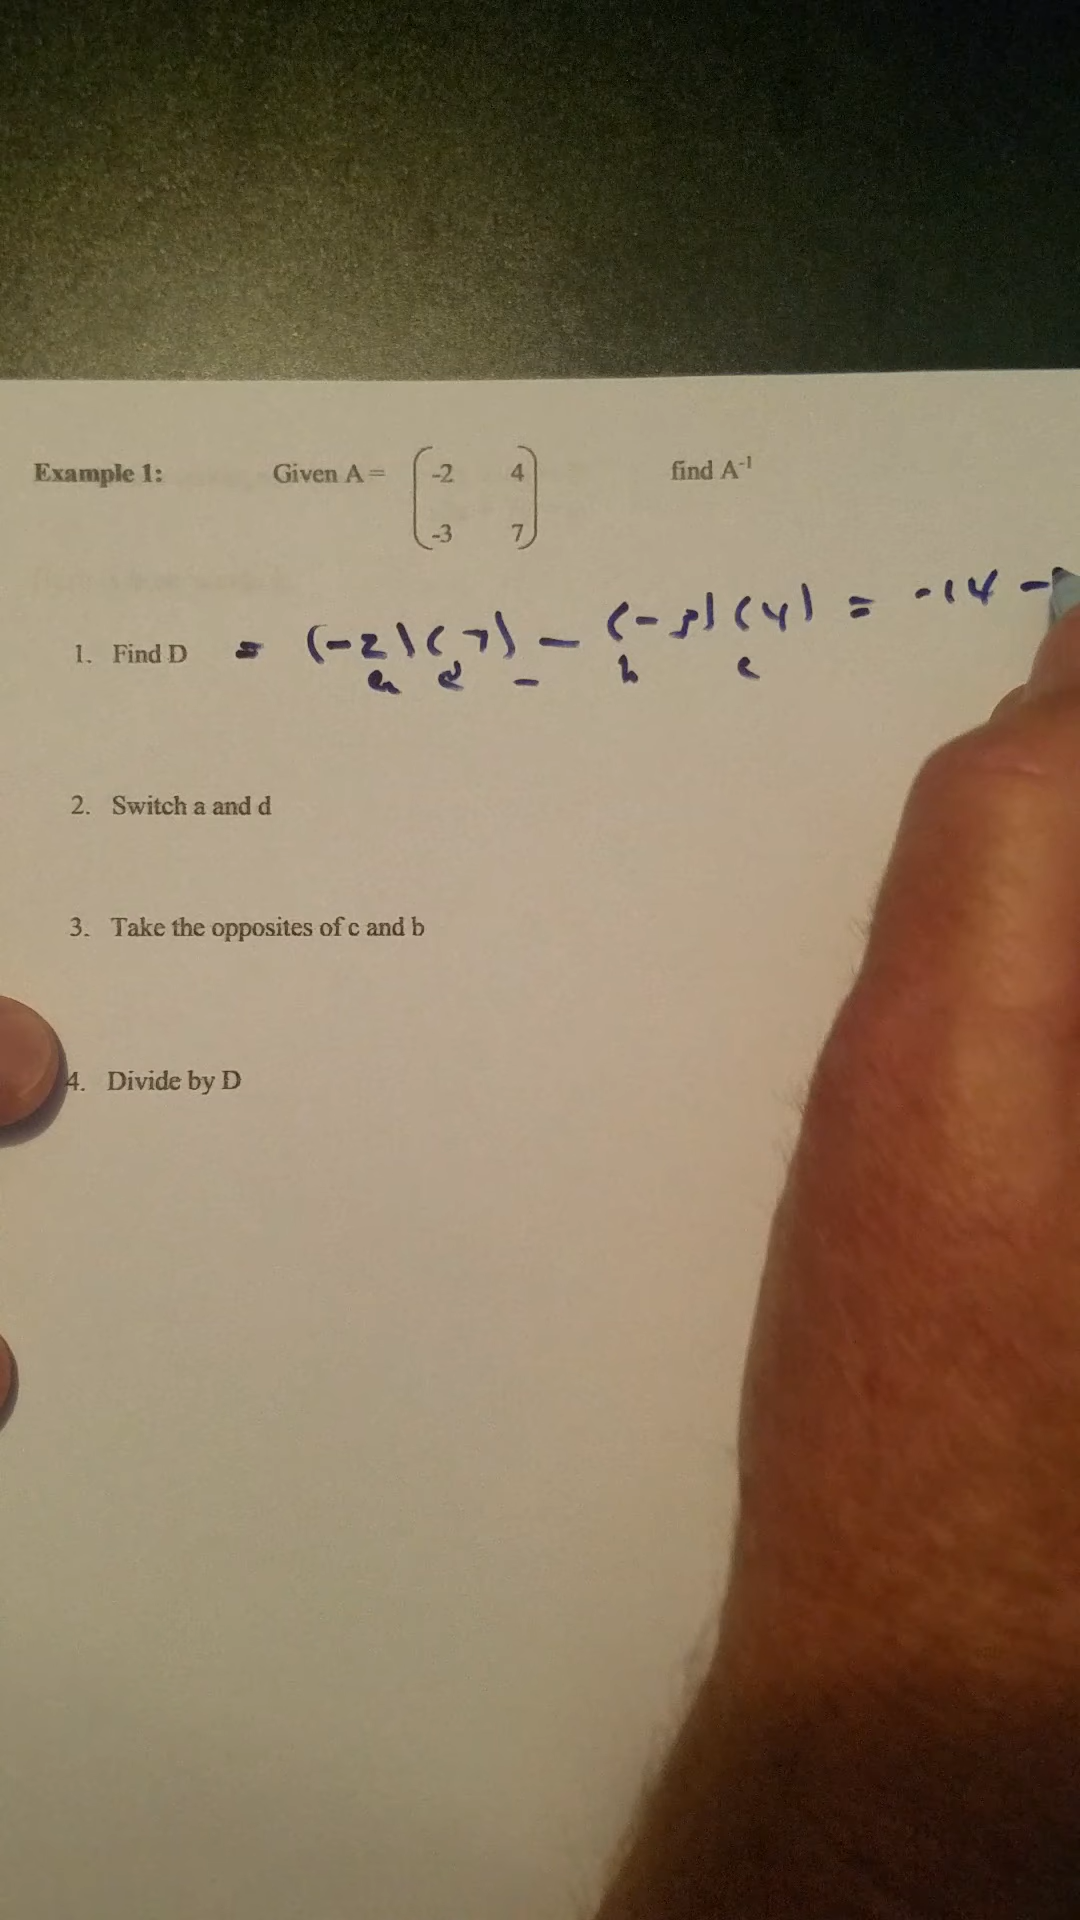 Example 1: Given A = find A⁻¹
-2 4
-3 7
1. Find D = (-2)(7) - (-3)(4) = -14 -
a d - b c
2. Switch a and d
3. Take the opposites of c and b
4. Divide by D